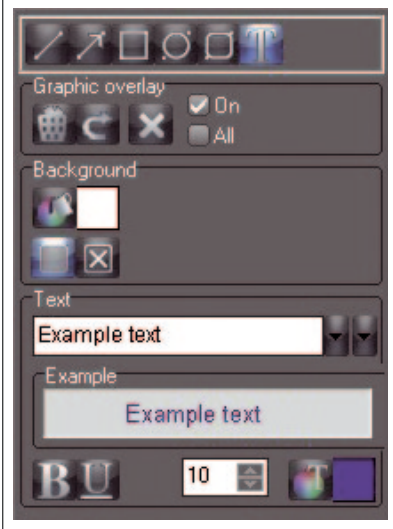 T
Graphic overlay
On
All
Background
Text
Example text
Example
Example text
B U 10 T